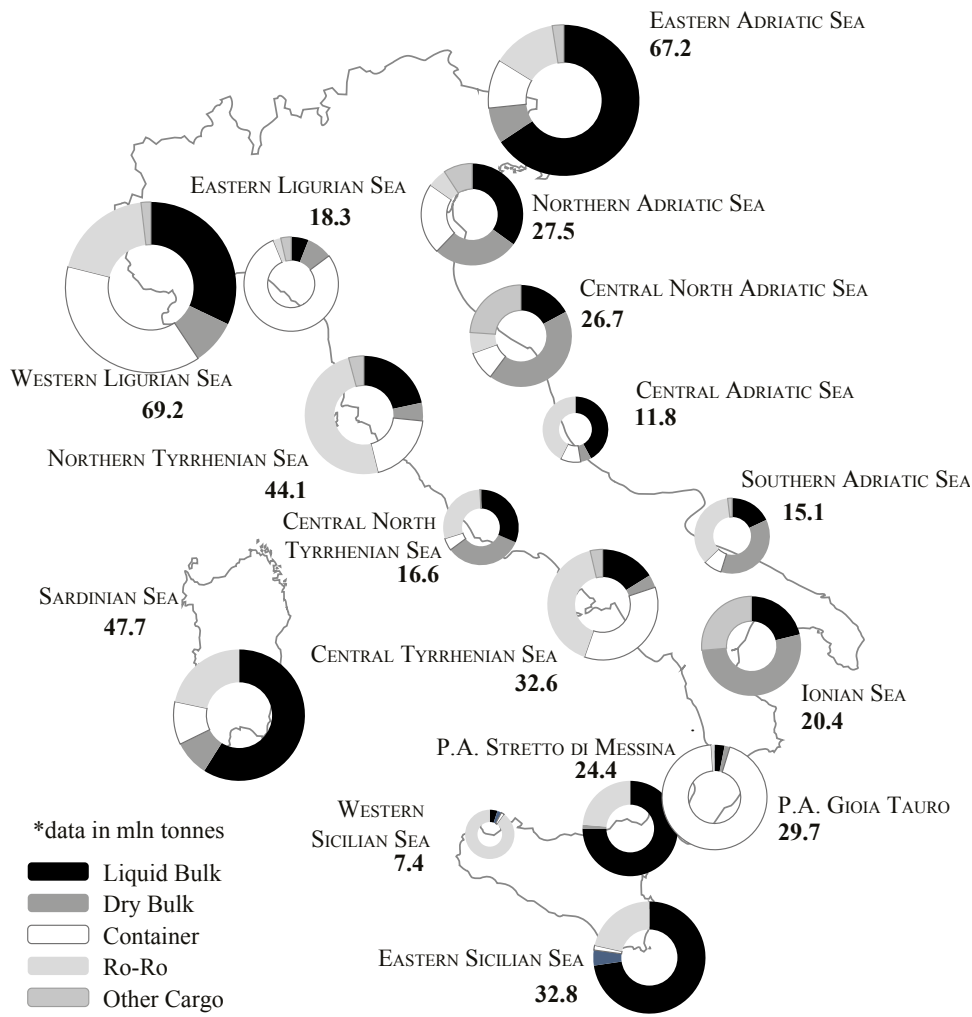 Eastern Adriatic Sea
67.2
Eastern Ligurian Sea
18.3
Northern Adriatic Sea
27.5
Central North Adriatic Sea
26.7
Western Ligurian Sea
69.2
Central Adriatic Sea
11.8
Northern Tyrrhenian Sea
44.1
Southern Adriatic Sea
15.1
Central North
Tyrrhenian Sea
16.6
Sardinian Sea
47.7
Central Tyrrhenian Sea
32.6
Ionian Sea
20.4
P.A. Stretto di Messina
24.4
P.A. Gioia Tauro
29.7
Western
Sicilian Sea
7.4
*data in mln tonnes
Liquid Bulk
Dry Bulk
Container
Ro-Ro
Other Cargo
Eastern Sicilian Sea
32.8